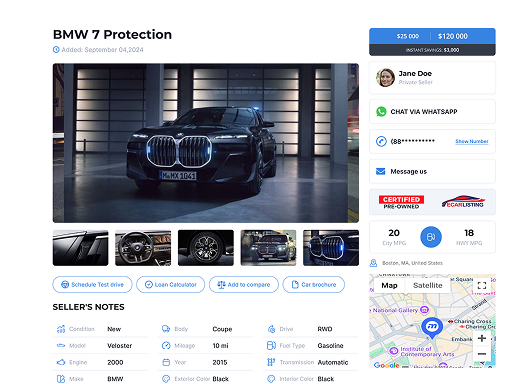 BMW 7 Protection
Added: September 04,2024
$25 000
$120 000
INSTANT SAVINGS: $3,000
Jane Doe
Private Seller
CHAT VIA WHATSAPP
(88**********
Show Number
Message us
CERTIFIED
PRE-OWNED
ECARLISTING
20
City MPG
18
HWY MPG
Boston, MA, United States
M·MX 1041
Schedule Test drive
Loan Calculator
Add to compare
Car brochure
SELLER'S NOTES
Condition New
Body Coupe
Drive RWD
Model Veloster
Mileage 10 mi
Fuel Type Gasoline
Engine 2000
Year 2015
Transmission Automatic
Make BMW
Exterior Color Black
Interior Color Black
Map
Satellite
National Gallery
Charing Cross
Charing Cross
Embank
Institute of
Contemporary Arts
Google